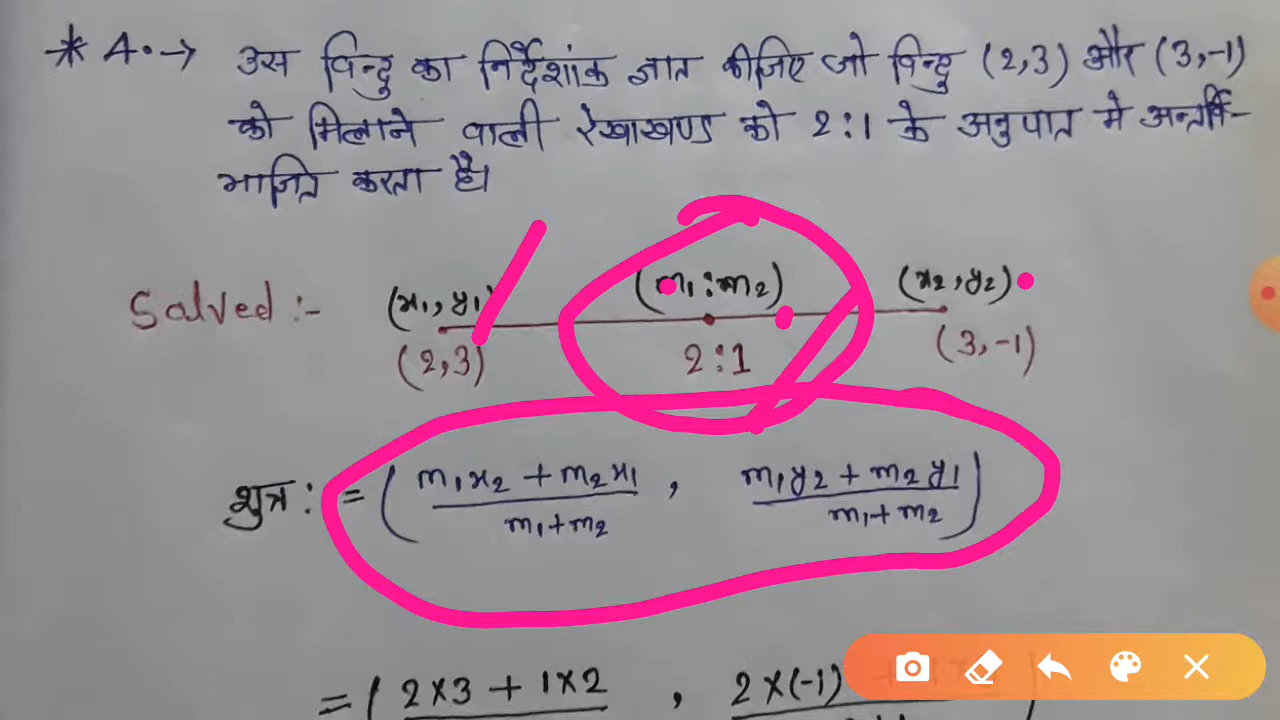 * A. → उस विन्दु का निर्देशांक ज्ञात कीजिए जो विन्दु (2,3) और (3,-1)
को मिलाने वाली रेखाखण्ड को 2:1 के अनुपात मे अन्तर्वि-
भाजित करता है।
Salved :- (x₁, y₁) (m₁:m₂) (x₂, y₂)
(2,3) 2:1 (3,-1)
शुत्र: = ( m₁x₂ + m₂x₁ / m₁+m₂ , m₁y₂ + m₂y₁ / m₁+m₂ )
= ( 2×3 + 1×2 , 2×(-1)